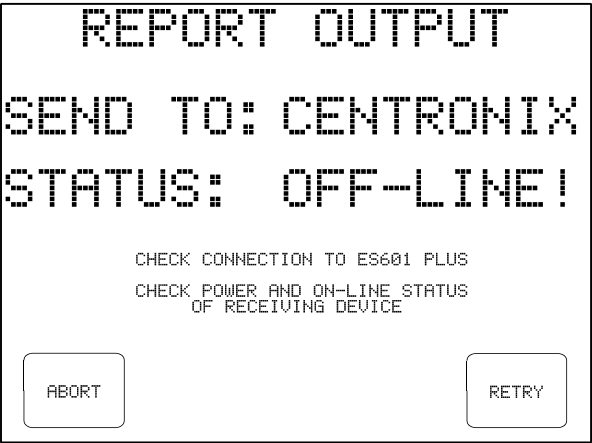 REPORT OUTPUT
SEND TO: CENTRONIX
STATUS: OFF-LINE!
CHECK CONNECTION TO ES601 PLUS
CHECK POWER AND ON-LINE STATUS
OF RECEIVING DEVICE
ABORT
RETRY